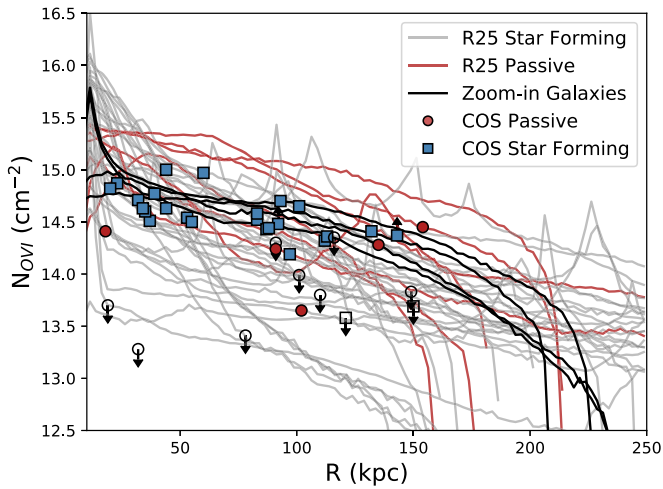 16.5
16.0
15.5
15.0
14.5
14.0
13.5
13.0
12.5
N_OVI (cm⁻²)
R25 Star Forming
R25 Passive
Zoom-in Galaxies
COS Passive
COS Star Forming
50 100 150 200 250
R (kpc)